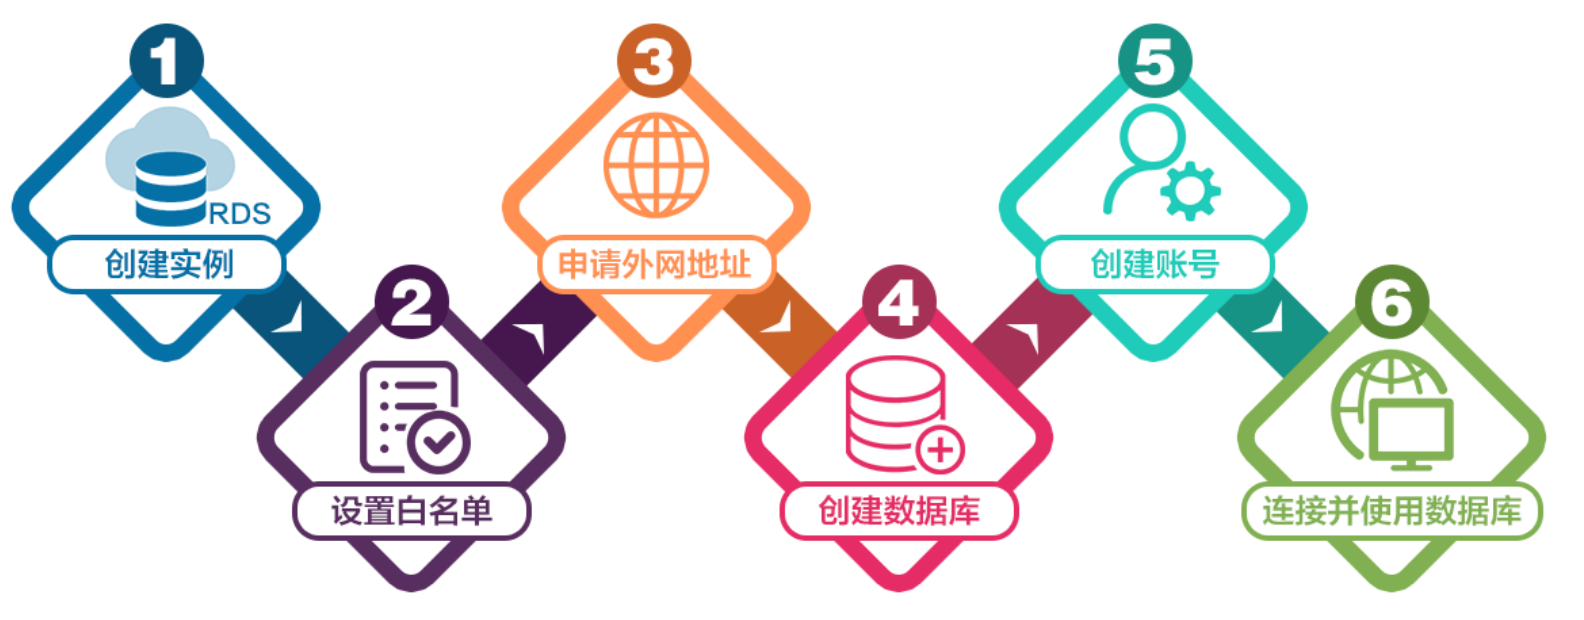 1
RDS
创建实例
2
设置白名单
3
申请外网地址
4
创建数据库
5
创建账号
6
连接并使用数据库